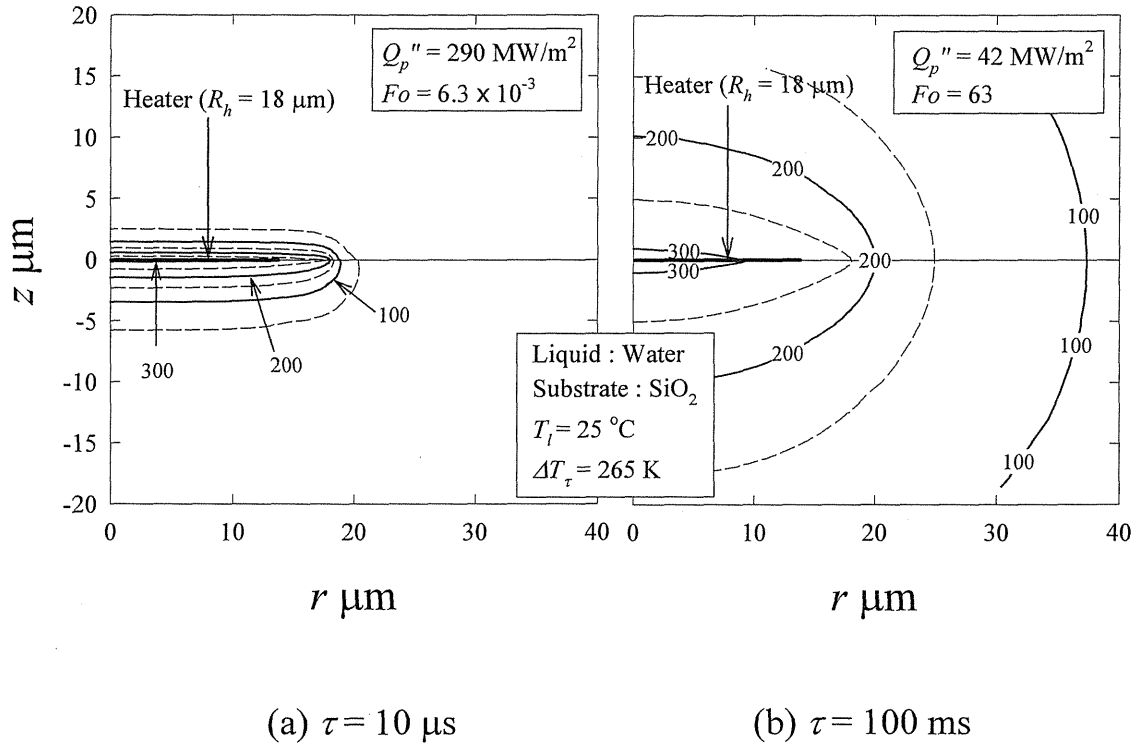 20
15
10
5
0
-5
-10
-15
-20
z μm
Q_p" = 290 MW/m²
Fo = 6.3 x 10⁻³
Heater (R_h = 18 μm)
300
200
100
0
10
20
30
40
r μm
Q_p" = 42 MW/m²
Fo = 63
Heater (R_h = 18 μm)
200
200
300
300
200
200
100
100
100
0
10
20
30
40
r μm
Liquid : Water
Substrate : SiO₂
T_l = 25 °C
ΔT_τ = 265 K
(a) τ = 10 μs
(b) τ = 100 ms